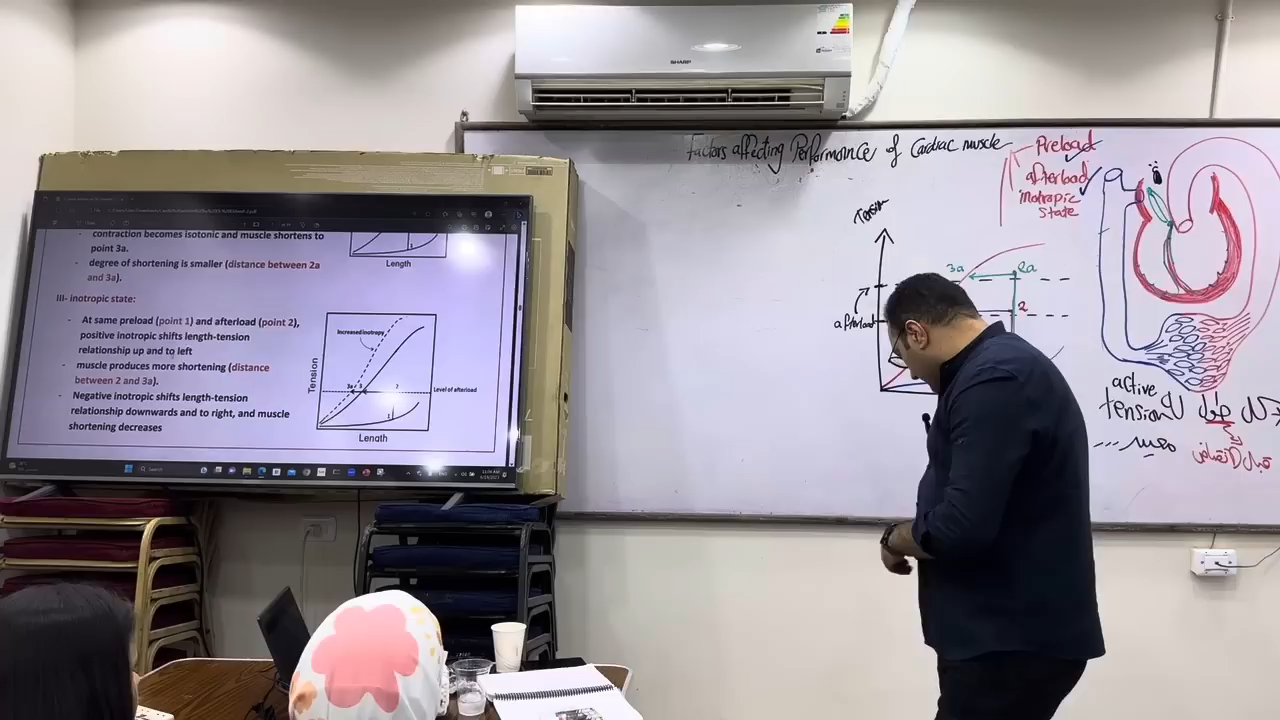 SHARP
Factors affecting Performance of Cardiac muscle
Preload
afterload
inotropic
state
Tension
3a
2a
2
afterload
active
tension
contraction becomes isotonic and muscle shortens to
point 3a.
- degree of shortening is smaller (distance between 2a
and 3a).
Length
III- inotropic state:
- At same preload (point 1) and afterload (point 2),
positive inotropic shifts length-tension
relationship up and to left
- muscle produces more shortening (distance
between 2 and 3a).
- Negative inotropic shifts length-tension
relationship downwards and to right, and muscle
shortening decreases
Increased inotropy
Tension
3a
3
Level of afterload
1
Length
Search